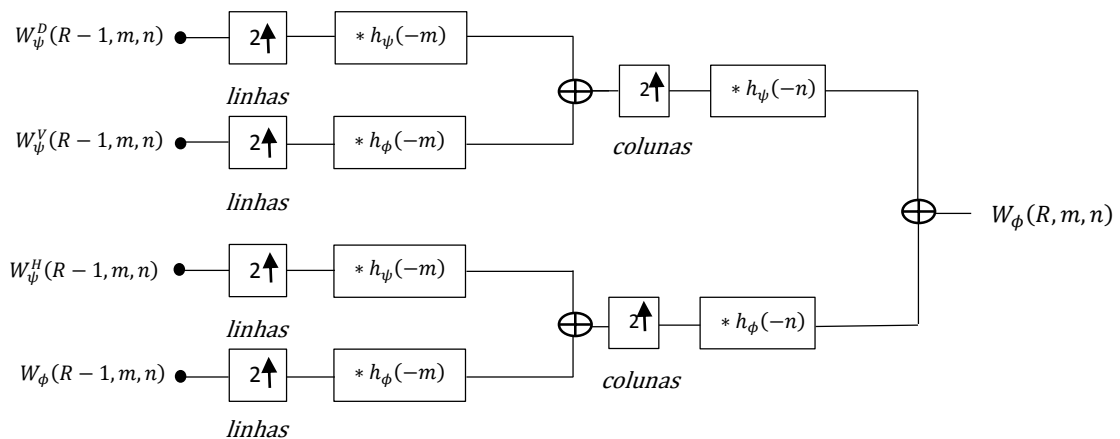 W_ψ^D(R − 1, m, n) 2 ∗ h_ψ(−m)
linhas
2 ∗ h_ψ(−n)
colunas
W_ψ^V(R − 1, m, n) 2 ∗ h_ϕ(−m)
linhas
W_ϕ(R, m, n)
W_ψ^H(R − 1, m, n) 2 ∗ h_ψ(−m)
linhas
2 ∗ h_ϕ(−n)
colunas
W_ϕ(R − 1, m, n) 2 ∗ h_ϕ(−m)
linhas